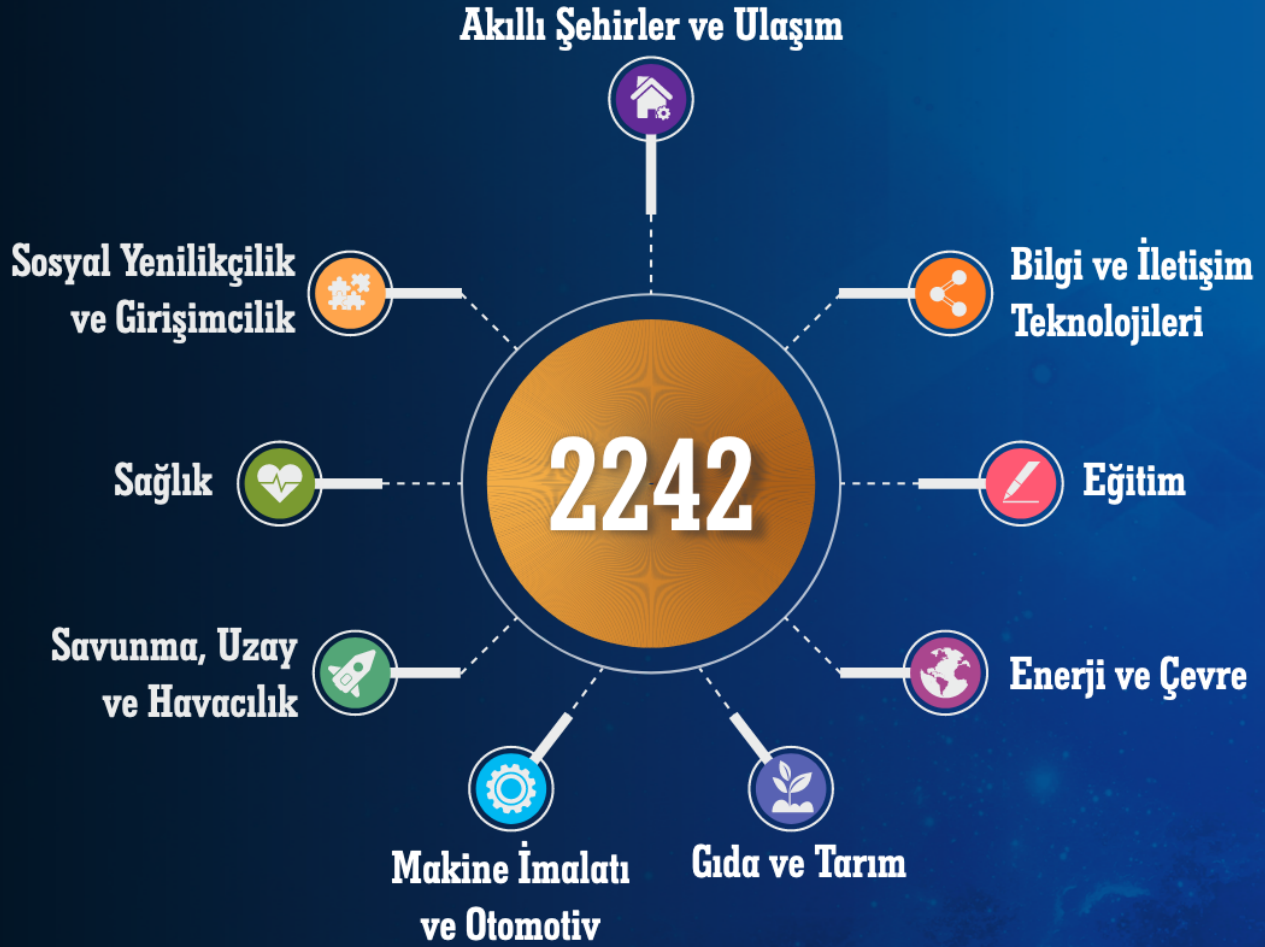 Akıllı Şehirler ve Ulaşım
Sosyal Yenilikçilik
ve Girişimcilik
Bilgi ve İletişim
Teknolojileri
2242
Sağlık
Eğitim
Savunma, Uzay
ve Havacılık
Enerji ve Çevre
Makine İmalatı
ve Otomotiv
Gıda ve Tarım